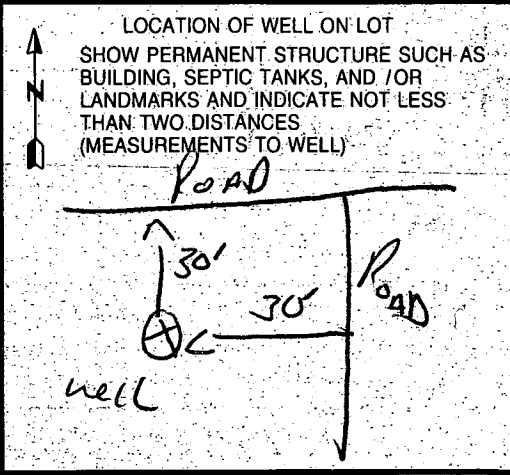 LOCATION OF WELL ON LOT
SHOW PERMANENT STRUCTURE SUCH AS
BUILDING, SEPTIC TANKS, AND /OR
LANDMARKS AND INDICATE NOT LESS
THAN TWO DISTANCES
(MEASUREMENTS TO WELL)
N
ROAD
30'
30'
ROAD
well